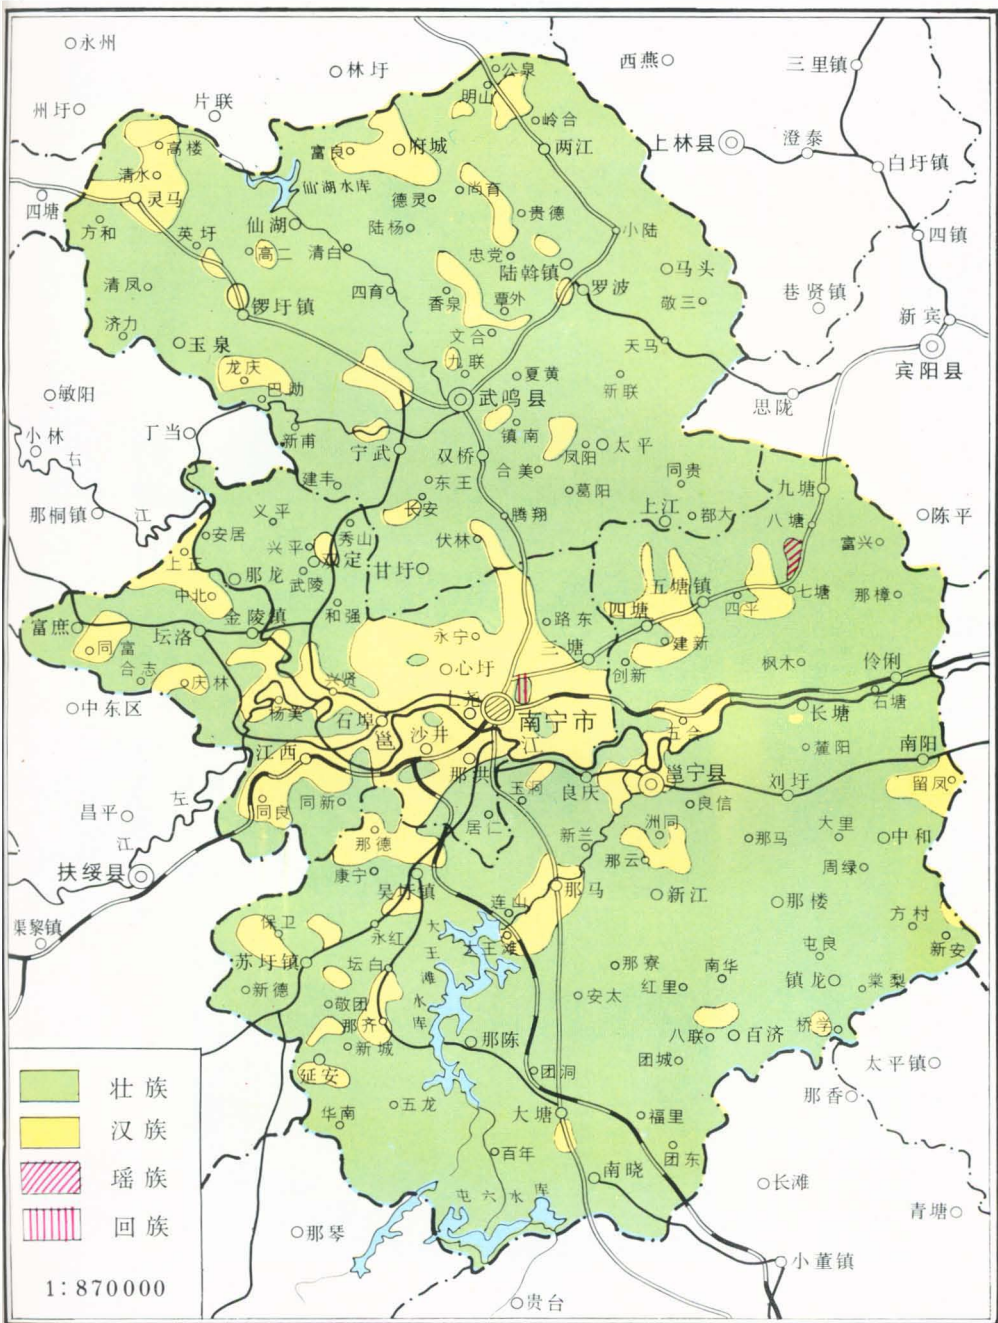 永州
林圩
西燕
三里镇
公泉
明山
岭合
州圩
片联
高楼
富良
府城
两江
上林县
澄泰
白圩镇
清水
灵马
仙湖水库
德灵
尚育
四塘
方和
英圩
仙湖
陆杨
贵德
小陆
四镇
高二
清白
忠党
陆斡镇
马头
清凤
四育
香泉
覃外
罗波
敬三
巷贤镇
锣圩镇
济力
玉泉
文合
天马
新宾
宾阳县
龙庆
九联
夏黄
新联
敏阳
巴勋
武鸣县
思陇
小林
丁当
新甫
镇南
右
宁武
双桥
凤阳
太平
合美
同贵
建丰
东王
葛阳
九塘
那桐镇
江
义平
长安
腾翔
上江
鄀大
八塘
陈平
安居
秀山
伏林
富兴
兴平
双定
上正
那龙
武陵
甘圩
五塘镇
中北
四平
七塘
那樟
和强
四塘
富庶
坛洛
金陵镇
永宁
路东
同富
三塘
建新
合志
心圩
创新
枫木
伶俐
庆林
兴贤
中东区
杨美
石埠
上尧
南宁市
石塘
长塘
邕
沙井
江
五合
江西
麓阳
南阳
那洪
邕宁县
玉洞
良庆
刘圩
留凤
左
同新
同良
良信
昌平
居仁
洲同
新兰
那马
大里
中和
江
那德
那云
周绿
扶绥县
康宁
吴圩镇
那马
新江
连山
那楼
方村
渠黎镇
保卫
永红
大王滩
屯良
新安
苏圩镇
坛白
大王滩水库
那寮
南华
新德
红里
镇龙
棠梨
敬团
安太
那齐
八联
百济
桥学
新城
那陈
太平镇
团城
延安
团洞
那香
五龙
华南
大塘
福里
百年
团东
南晓
长滩
屯六水库
青塘
那琴
小董镇
贵台
壮族
汉族
瑶族
回族
1:870000